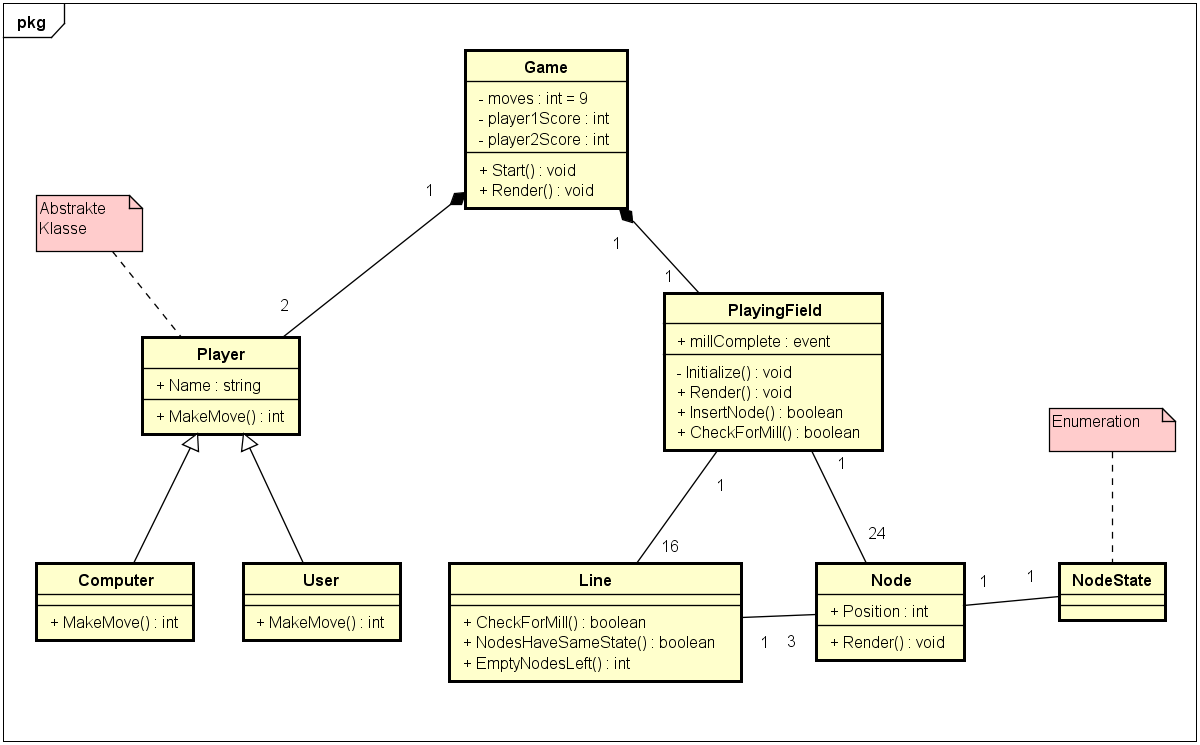 pkg
Game
- moves : int = 9
- player1Score : int
- player2Score : int
+ Start() : void
+ Render() : void
1
1
Abstrakte
Klasse
2
1
Player
+ Name : string
+ MakeMove() : int
PlayingField
+ millComplete : event
- Initialize() : void
+ Render() : void
+ InsertNode() : boolean
+ CheckForMill() : boolean
Enumeration
1
1
16
24
Computer
+ MakeMove() : int
User
+ MakeMove() : int
Line
+ CheckForMill() : boolean
+ NodesHaveSameState() : boolean
+ EmptyNodesLeft() : int
1
3
Node
+ Position : int
+ Render() : void
1
1
NodeState